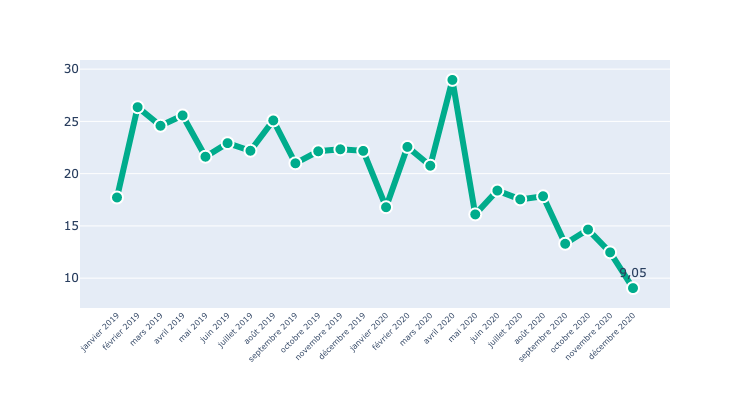 30
25
20
15
10
9.05
janvier 2019
février 2019
mars 2019
avril 2019
mai 2019
juin 2019
juillet 2019
août 2019
septembre 2019
octobre 2019
novembre 2019
décembre 2019
janvier 2020
février 2020
mars 2020
avril 2020
mai 2020
juin 2020
juillet 2020
août 2020
septembre 2020
octobre 2020
novembre 2020
décembre 2020